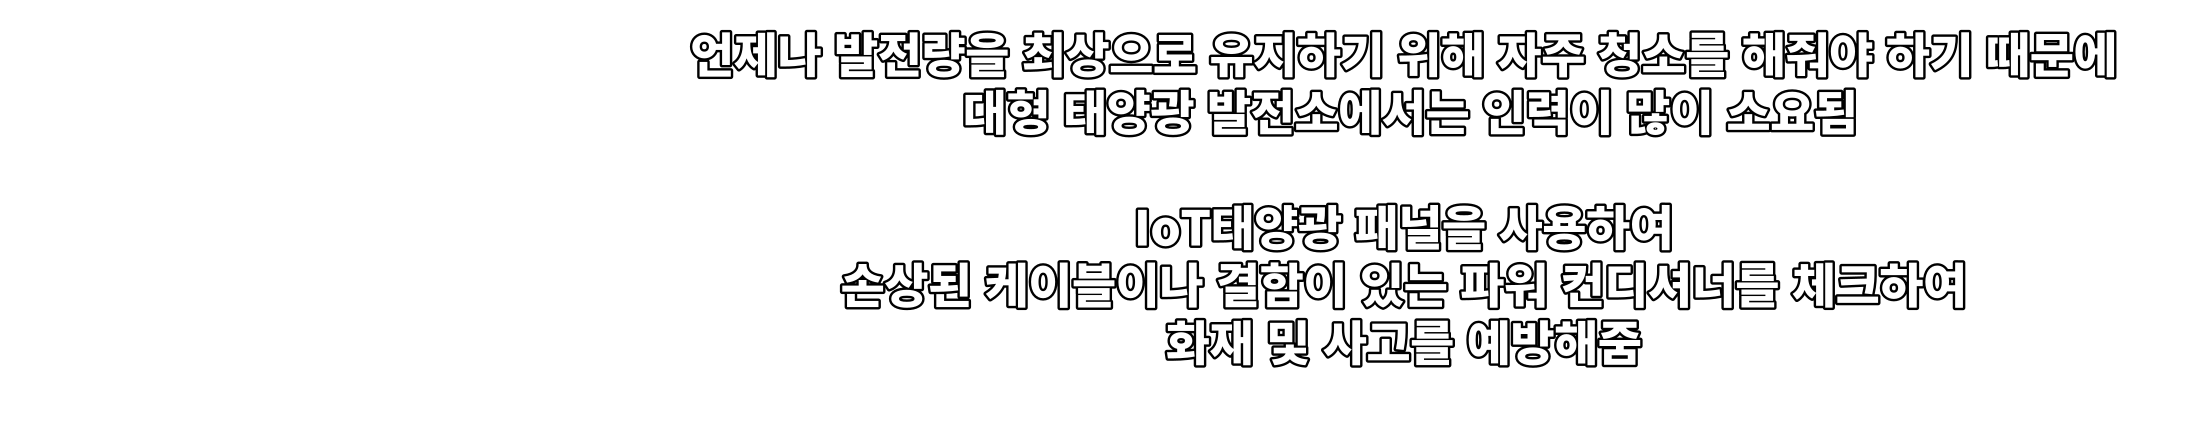 언제나 발전량을 최상으로 유지하기 위해 자주 청소를 해줘야 하기 때문에
대형 태양광 발전소에서는 인력이 많이 소요됨
IoT태양광 패널을 사용하여
손상된 케이블이나 결함이 있는 파워 컨디셔너를 체크하여
화재 및 사고를 예방해줌